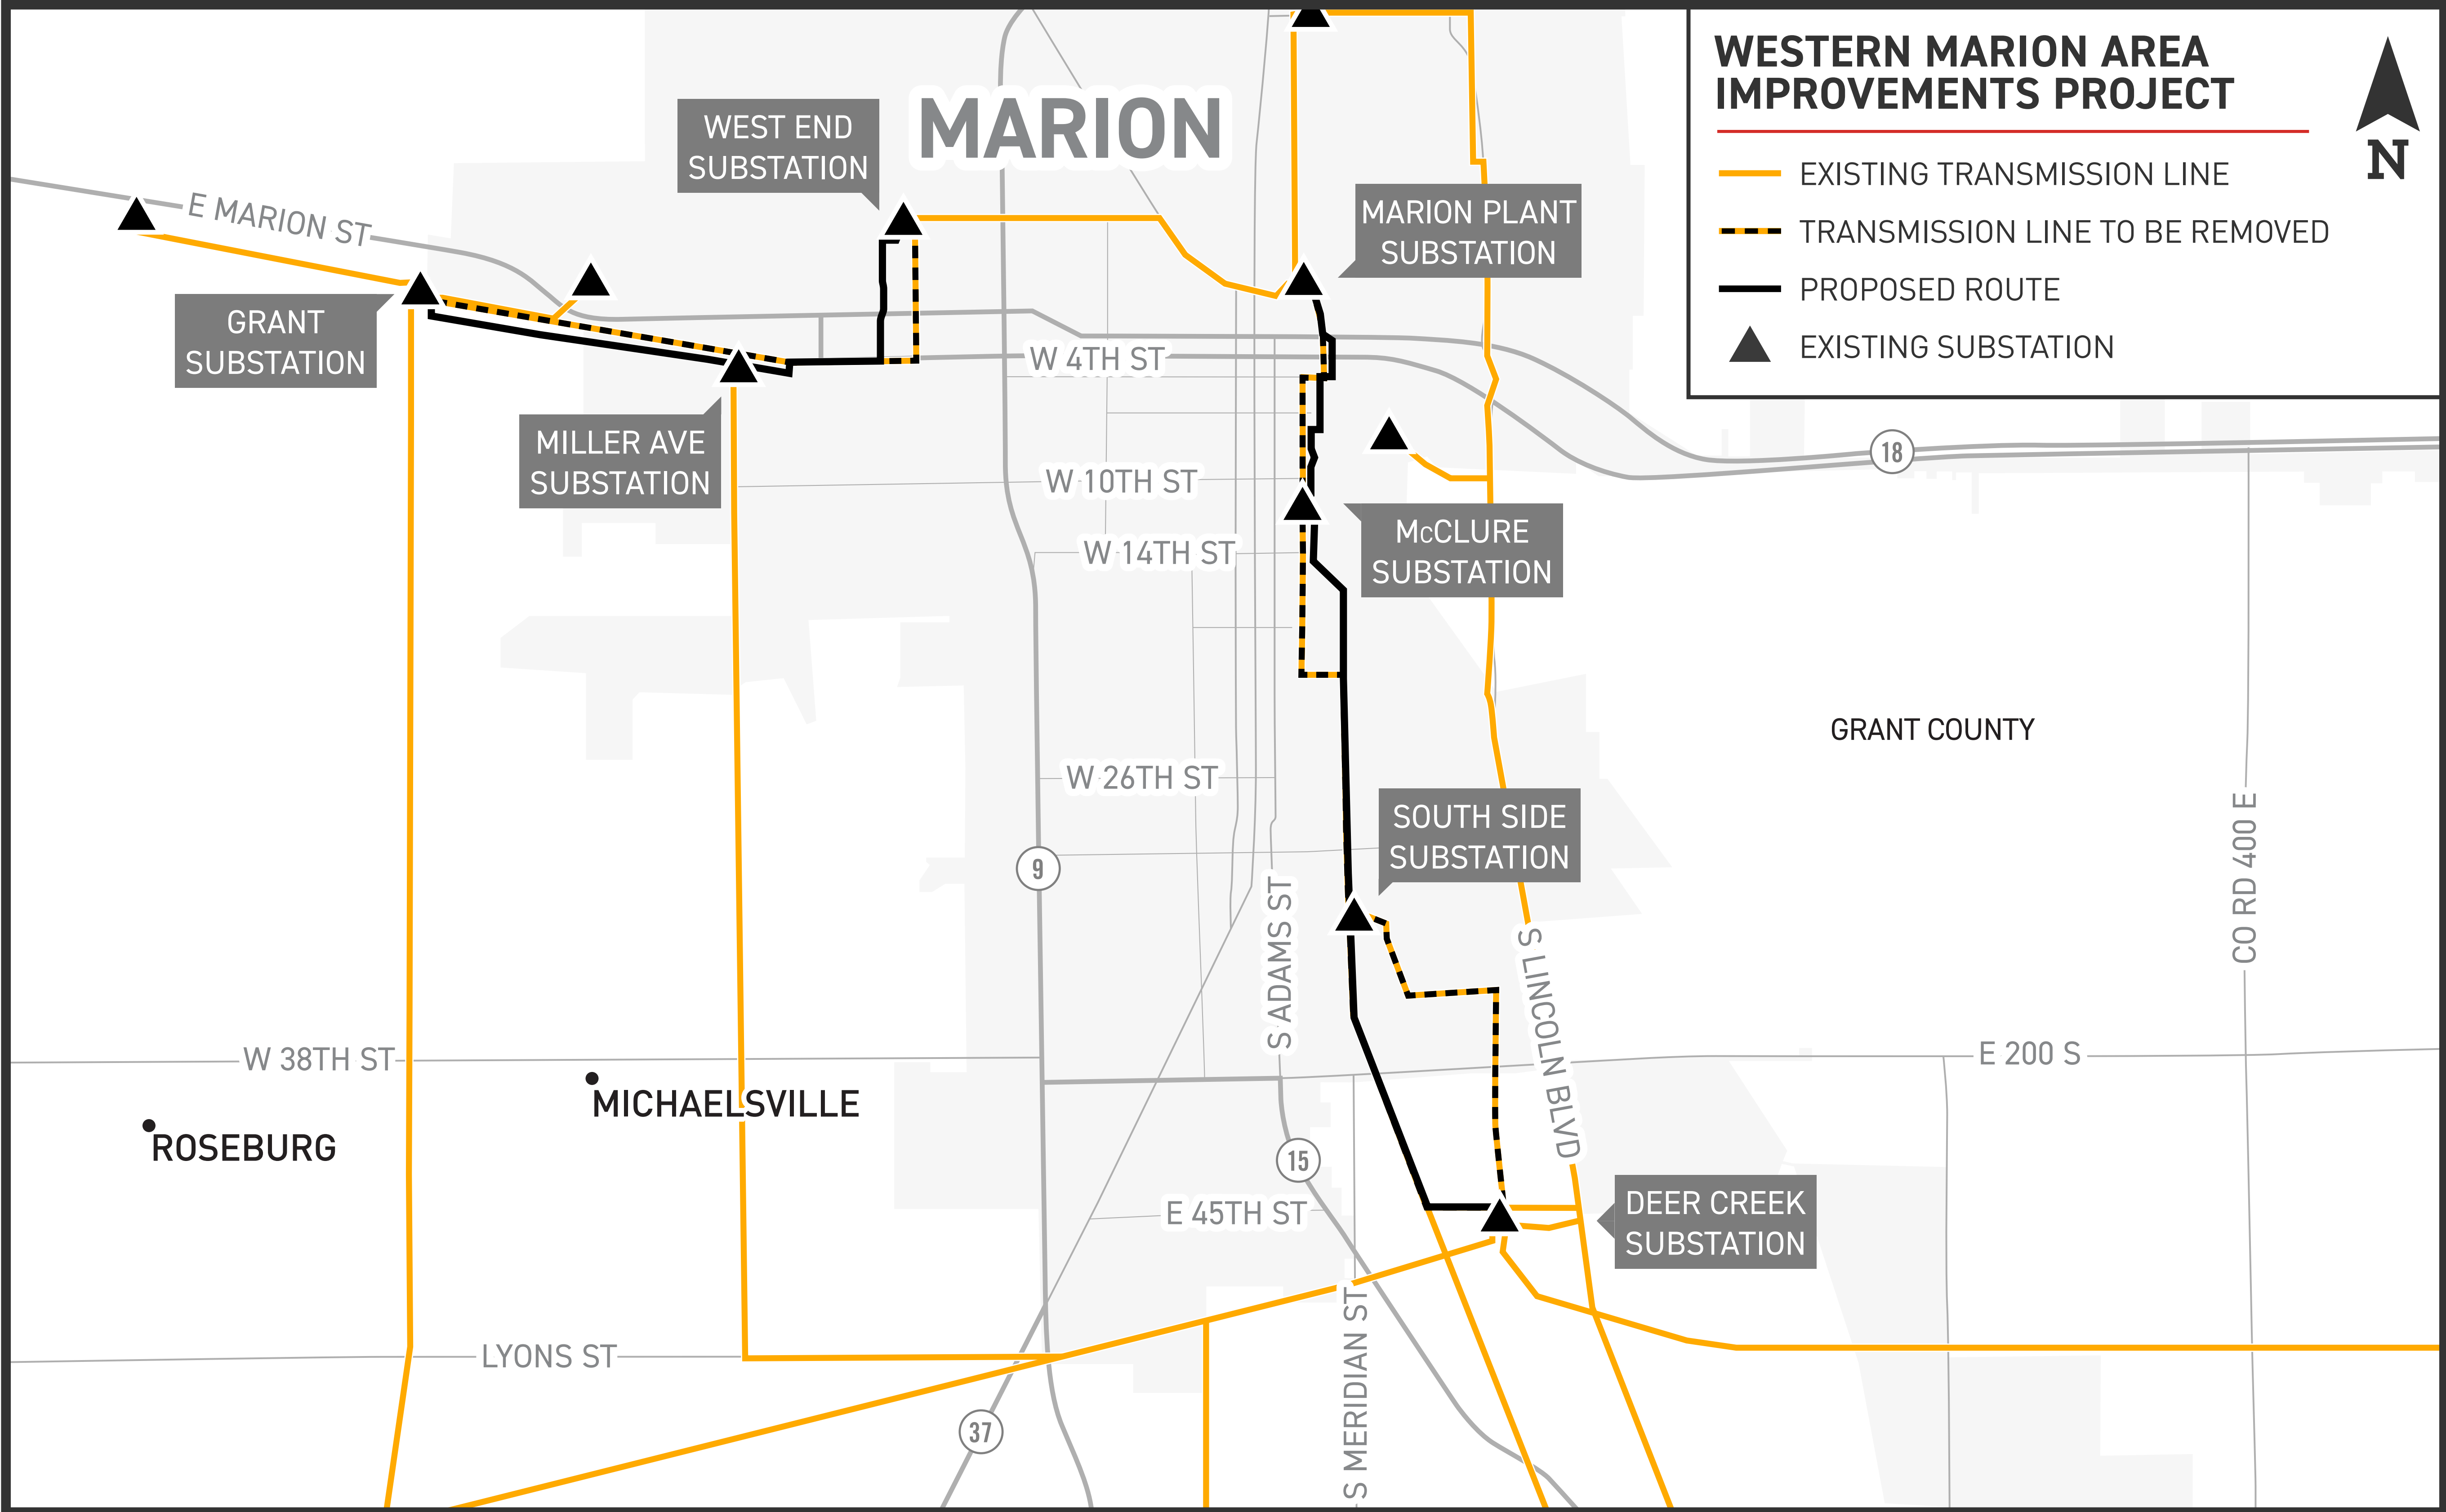 WESTERN MARION AREA
IMPROVEMENTS PROJECT
EXISTING TRANSMISSION LINE
TRANSMISSION LINE TO BE REMOVED
PROPOSED ROUTE
EXISTING SUBSTATION
N
MARION
WEST END
SUBSTATION
MARION PLANT
SUBSTATION
E MARION ST
GRANT
SUBSTATION
W 4TH ST
MILLER AVE
SUBSTATION
18
W 10TH ST
McCLURE
SUBSTATION
W 14TH ST
GRANT COUNTY
W 26TH ST
SOUTH SIDE
SUBSTATION
9
CO RD 400 E
S ADAMS ST
S LINCOLN BLVD
W 38TH ST
E 200 S
MICHAELSVILLE
ROSEBURG
15
E 45TH ST
DEER CREEK
SUBSTATION
LYONS ST
S MERIDIAN ST
37